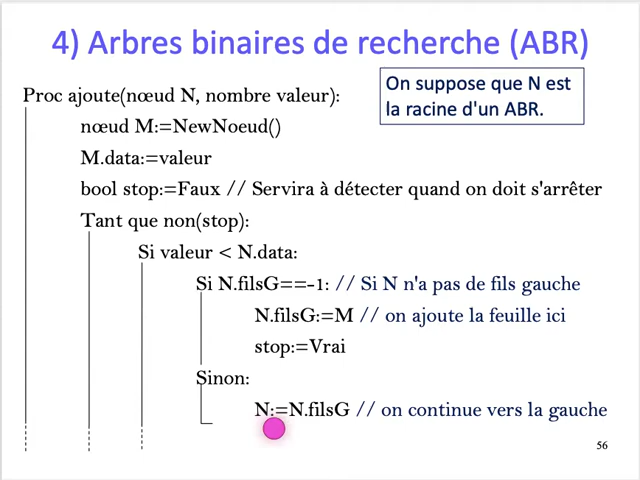 4) Arbres binaires de recherche (ABR)
On suppose que N est
la racine d'un ABR.
Proc ajoute(nœud N, nombre valeur):
nœud M:=NewNoeud()
M.data:=valeur
bool stop:=Faux // Servira à détecter quand on doit s'arrêter
Tant que non(stop):
Si valeur < N.data:
Si N.filsG==-1: // Si N n'a pas de fils gauche
N.filsG:=M // on ajoute la feuille ici
stop:=Vrai
Sinon:
N:=N.filsG // on continue vers la gauche
56